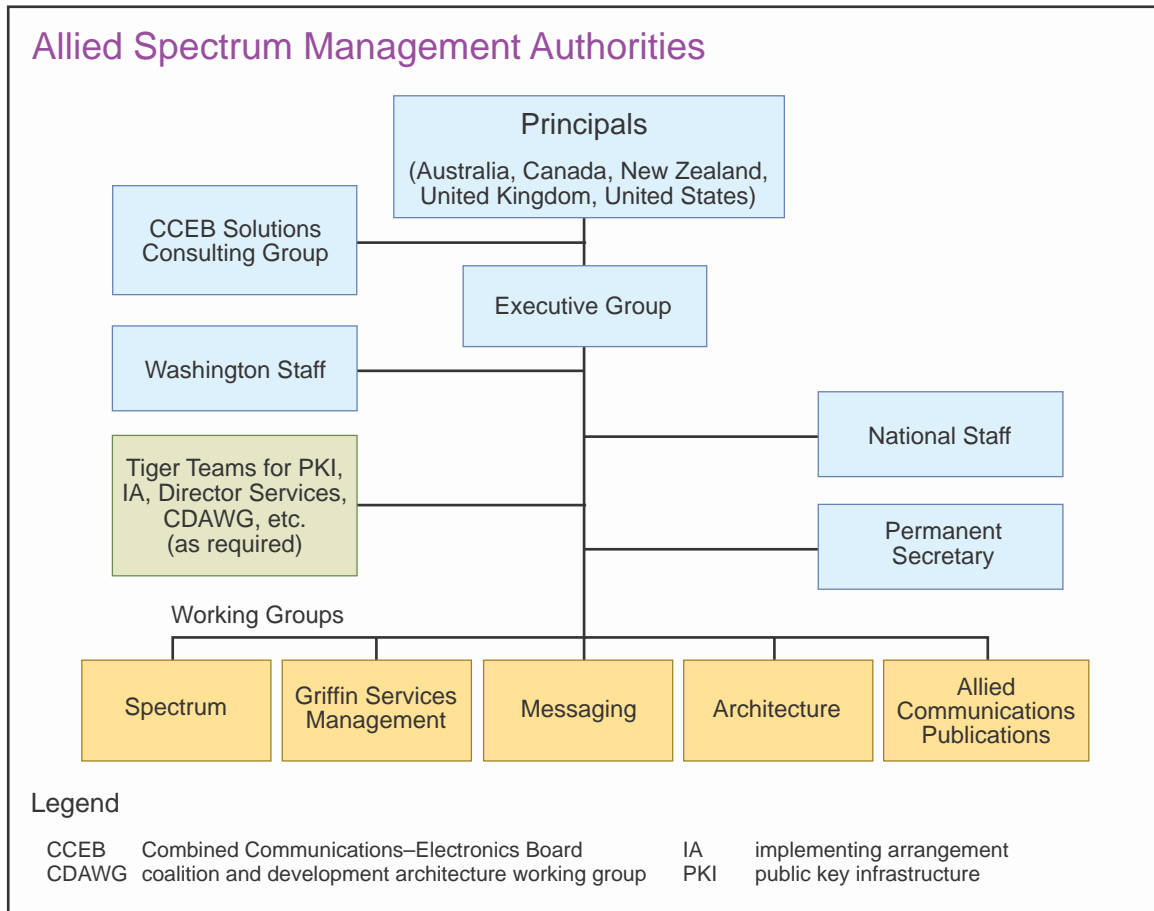 Allied Spectrum Management Authorities
Principals
(Australia, Canada, New Zealand,
United Kingdom, United States)
CCEB Solutions
Consulting Group
Executive Group
Washington Staff
National Staff
Tiger Teams for PKI,
IA, Director Services,
CDAWG, etc.
(as required)
Permanent
Secretary
Working Groups
Spectrum
Griffin Services
Management
Messaging
Architecture
Allied
Communications
Publications
Legend
CCEB Combined Communications–Electronics Board
CDAWG coalition and development architecture working group
IA implementing arrangement
PKI public key infrastructure